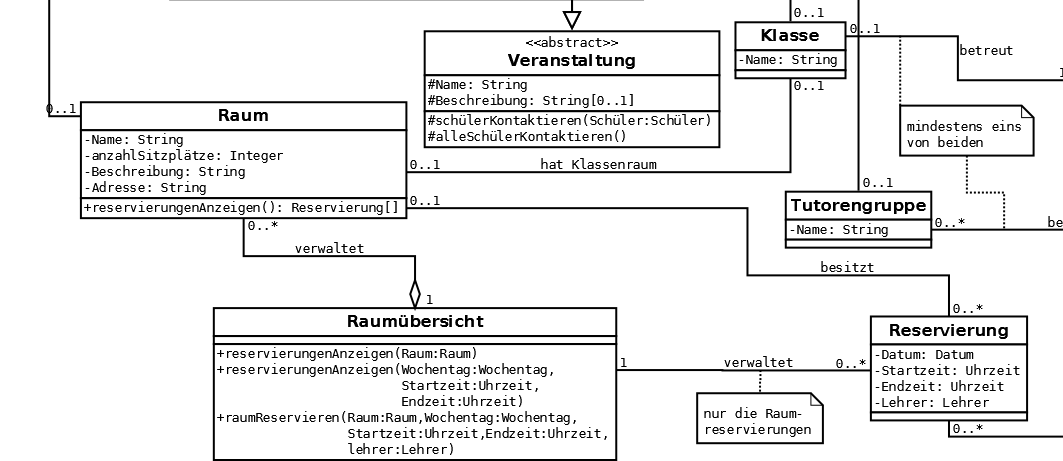 0..1
<<abstract>>
Veranstaltung
#Name: String
#Beschreibung: String[0..1]
#schülerKontaktieren(Schüler:Schüler)
#alleSchülerKontaktieren()
Klasse
-Name: String
0..1
betreut
1
0..1
mindestens eins
von beiden
0..1
Raum
-Name: String
-anzahlSitzplätze: Integer
-Beschreibung: String
-Adresse: String
+reservierungenAnzeigen(): Reservierung[]
0..1
hat Klassenraum
0..1
0..1
Tutorengruppe
-Name: String
0..*
be
0..*
verwaltet
1
besitzt
0..*
Raumübersicht
+reservierungenAnzeigen(Raum:Raum)
+reservierungenAnzeigen(Wochentag:Wochentag,
Startzeit:Uhrzeit,
Endzeit:Uhrzeit)
+raumReservieren(Raum:Raum,Wochentag:Wochentag,
Startzeit:Uhrzeit,Endzeit:Uhrzeit,
lehrer:Lehrer)
1
verwaltet
0..*
nur die Raum-
reservierungen
Reservierung
-Datum: Datum
-Startzeit: Uhrzeit
-Endzeit: Uhrzeit
-Lehrer: Lehrer
0..*